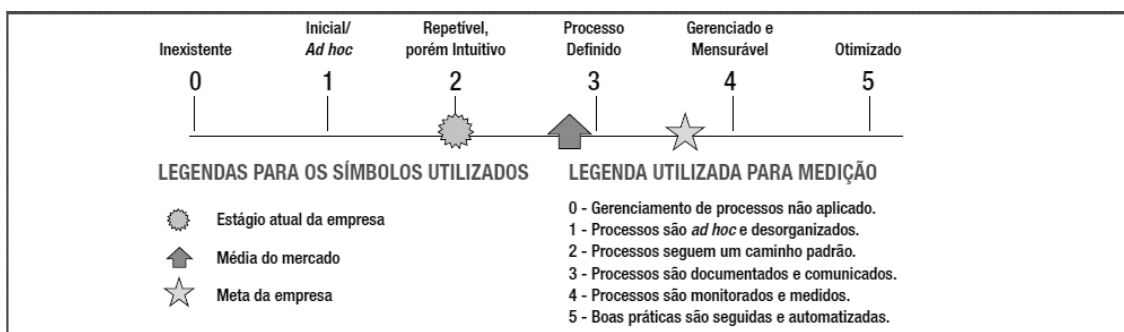 Inexistente
Inicial/
Ad hoc
Repetível,
porém Intuitivo
Processo
Definido
Gerenciado e
Mensurável
Otimizado
0 1 2 3 4 5
LEGENDAS PARA OS SÍMBOLOS UTILIZADOS
Estágio atual da empresa
Média do mercado
Meta da empresa
LEGENDA UTILIZADA PARA MEDIÇÃO
0 - Gerenciamento de processos não aplicado.
1 - Processos são ad hoc e desorganizados.
2 - Processos seguem um caminho padrão.
3 - Processos são documentados e comunicados.
4 - Processos são monitorados e medidos.
5 - Boas práticas são seguidas e automatizadas.